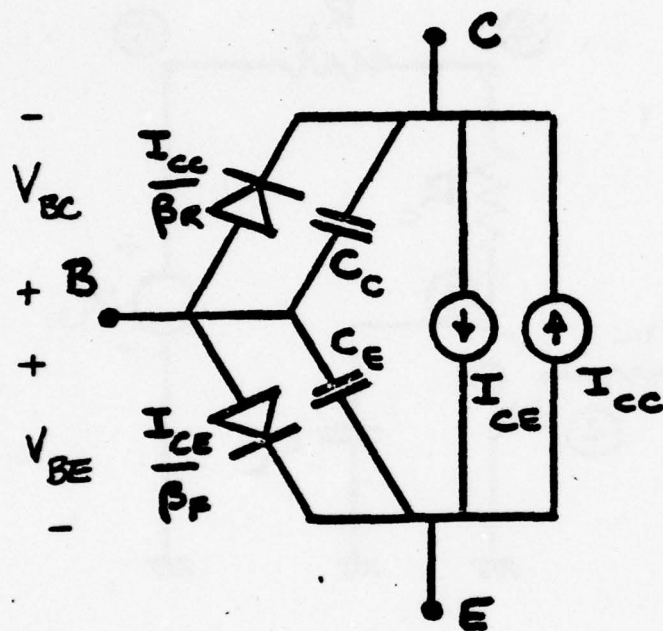 C
−
I_CC
β_R
V_BC
C_C
+
B
+
C_E
I_CE
I_CC
I_CE
β_F
V_BE
−
E